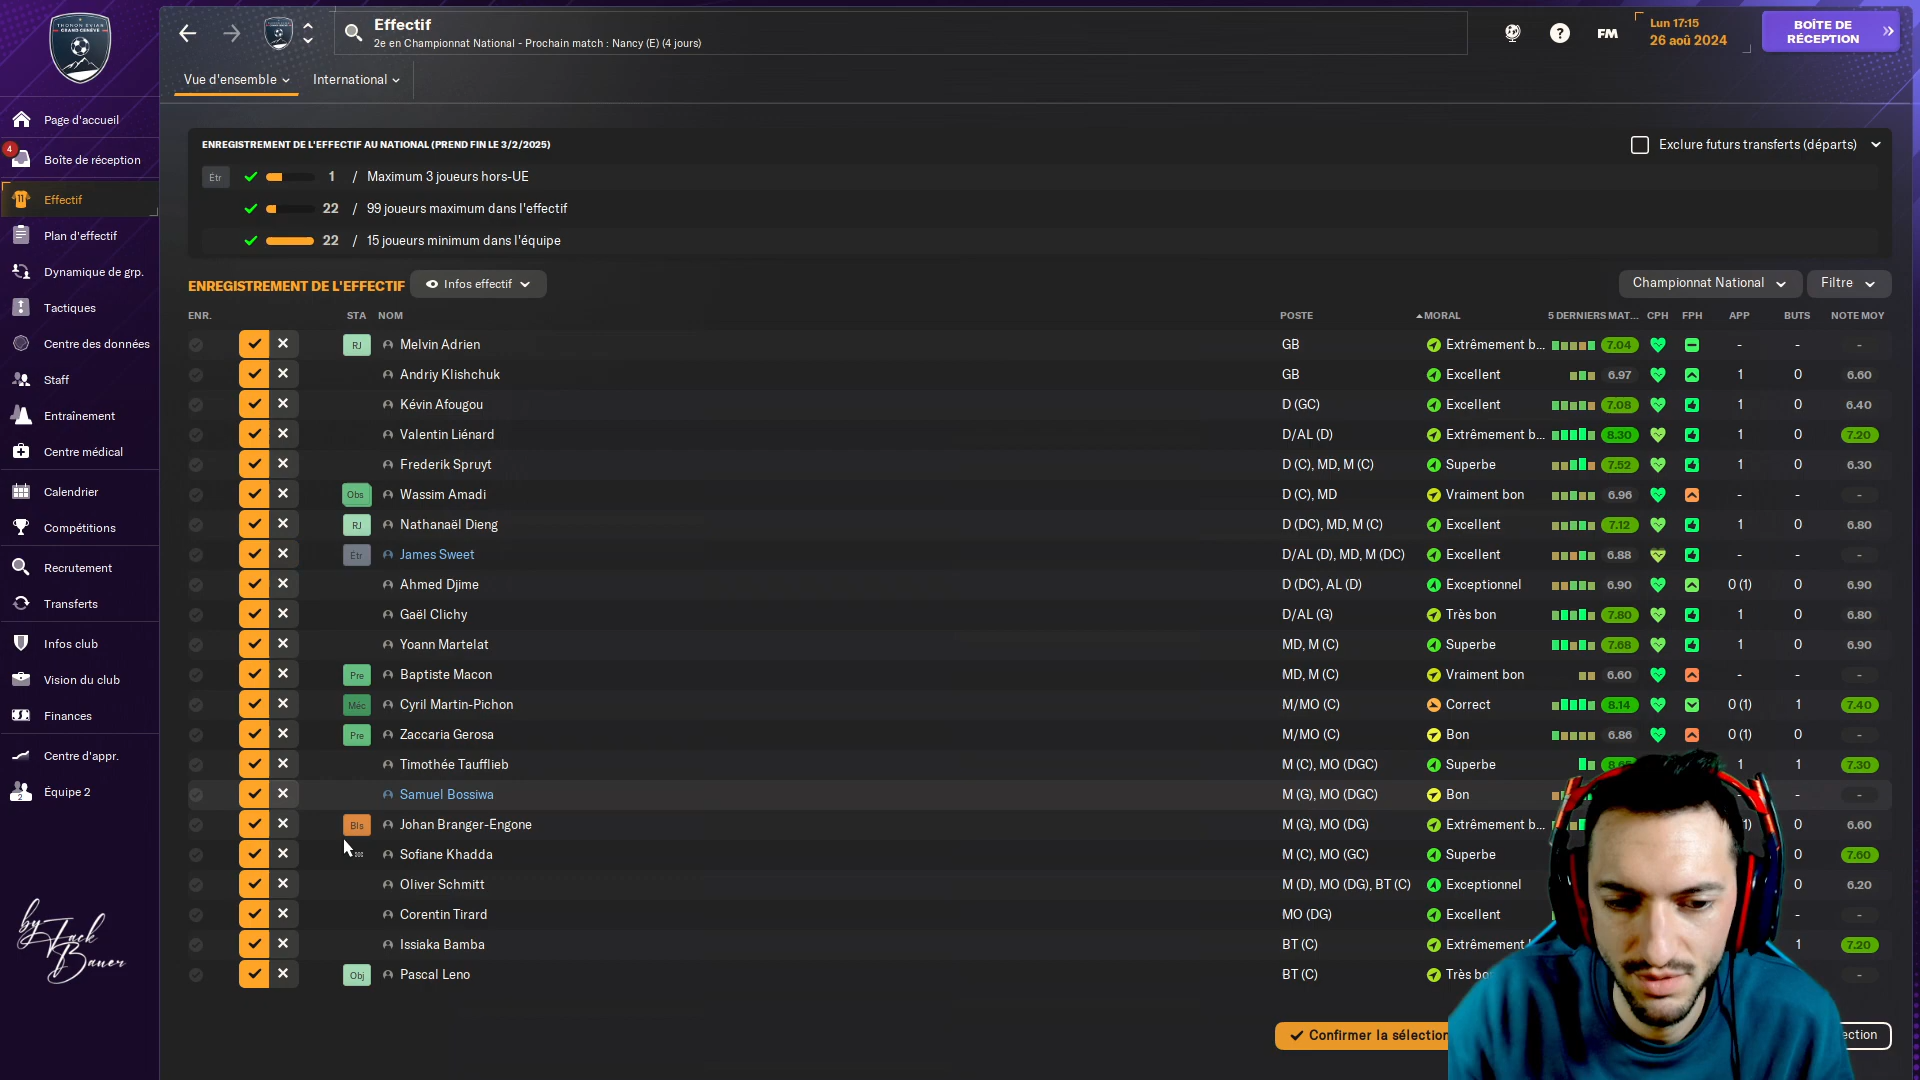 THONON EVIAN
GRAND GENÈVE
Effectif
2e en Championnat National - Prochain match : Nancy (E) (4 jours)
FM
Lun 17:15
26 aoû 2024
BOÎTE DE
RÉCEPTION
Vue d'ensemble
International
Page d'accueil
4
Boîte de réception
11
Effectif
Plan d'effectif
Dynamique de grp.
Tactiques
Centre des données
Staff
Entraînement
Centre médical
Calendrier
Compétitions
Recrutement
Transferts
Infos club
Vision du club
Finances
Centre d'appr.
2 Équipe 2
by Jack Bauer
ENREGISTREMENT DE L'EFFECTIF AU NATIONAL (PREND FIN LE 3/2/2025)
Exclure futurs transferts (départs)
Étr 1 / Maximum 3 joueurs hors-UE
22 / 99 joueurs maximum dans l'effectif
22 / 15 joueurs minimum dans l'équipe
ENREGISTREMENT DE L'EFFECTIF Infos effectif Championnat National Filtre
ENR. STA NOM POSTE MORAL 5 DERNIERS MAT... CPH FPH APP BUTS NOTE MOY
RJ Melvin Adrien GB Extrêmement b... 7.04 - - -
Andriy Klishchuk GB Excellent 6.97 1 0 6.60
Kévin Afougou D (GC) Excellent 7.08 1 0 6.40
Valentin Liénard D/AL (D) Extrêmement b... 8.30 1 0 7.20
Frederik Spruyt D (C), MD, M (C) Superbe 7.52 1 0 6.30
Obs Wassim Amadi D (C), MD Vraiment bon 6.96 - - -
RJ Nathanaël Dieng D (DC), MD, M (C) Excellent 7.12 1 0 6.80
Étr James Sweet D/AL (D), MD, M (DC) Excellent 6.88 - - -
Ahmed Djime D (DC), AL (D) Exceptionnel 6.90 0 (1) 0 6.90
Gaël Clichy D/AL (G) Très bon 7.80 1 0 6.80
Yoann Martelat MD, M (C) Superbe 7.68 1 0 6.90
Pre Baptiste Macon MD, M (C) Vraiment bon 6.60 - - -
Méc Cyril Martin-Pichon M/MO (C) Correct 8.14 0 (1) 1 7.40
Pre Zaccaria Gerosa M/MO (C) Bon 6.86 0 (1) 0 -
Timothée Taufflieb M (C), MO (DGC) Superbe 1 1 7.30
Samuel Bossiwa M (G), MO (DGC) Bon - - -
Bls Johan Branger-Engone M (G), MO (DG) Extrêmement b... 0 6.60
Sofiane Khadda M (C), MO (GC) Superbe 0 7.60
Oliver Schmitt M (D), MO (DG), BT (C) Exceptionnel 0 6.20
Corentin Tirard MO (DG) Excellent - -
Issiaka Bamba BT (C) Extrêmement 1 7.20
Obj Pascal Leno BT (C) Très bo -
Confirmer la sélection
ection